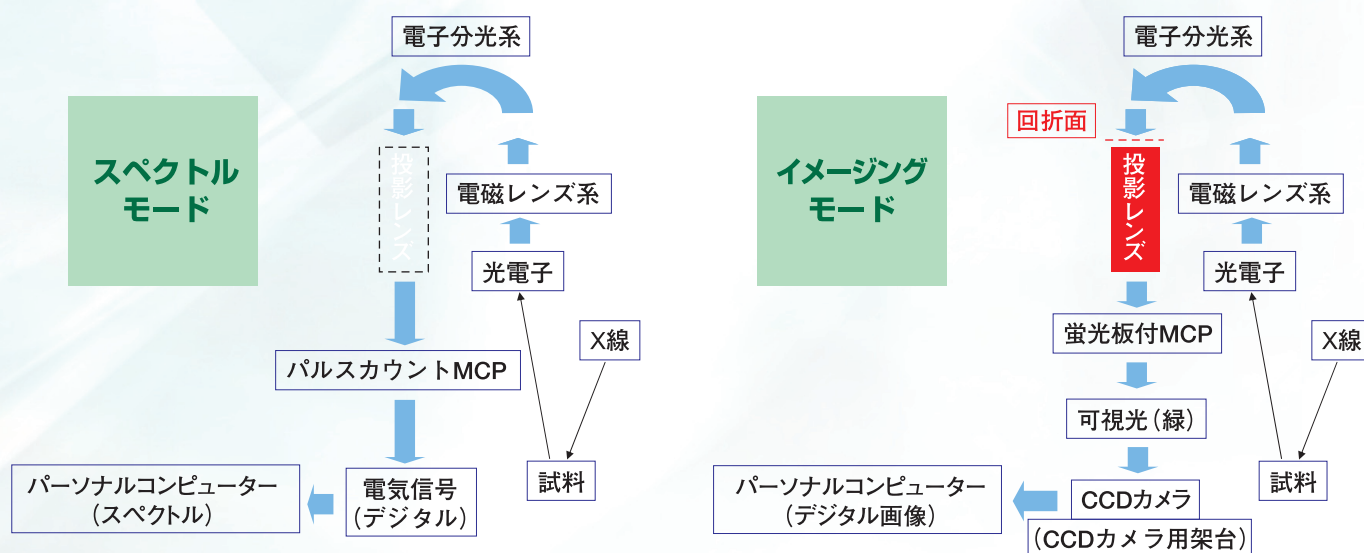 電子分光系
スペクトル
モード
投影レンズ
電磁レンズ系
光電子
X線
パルスカウントMCP
試料
電気信号
(デジタル)
パーソナルコンピューター
(スペクトル)
電子分光系
イメージング
モード
回折面
投影レンズ
電磁レンズ系
光電子
X線
蛍光板付MCP
可視光(緑)
試料
CCDカメラ
(CCDカメラ用架台)
パーソナルコンピューター
(デジタル画像)